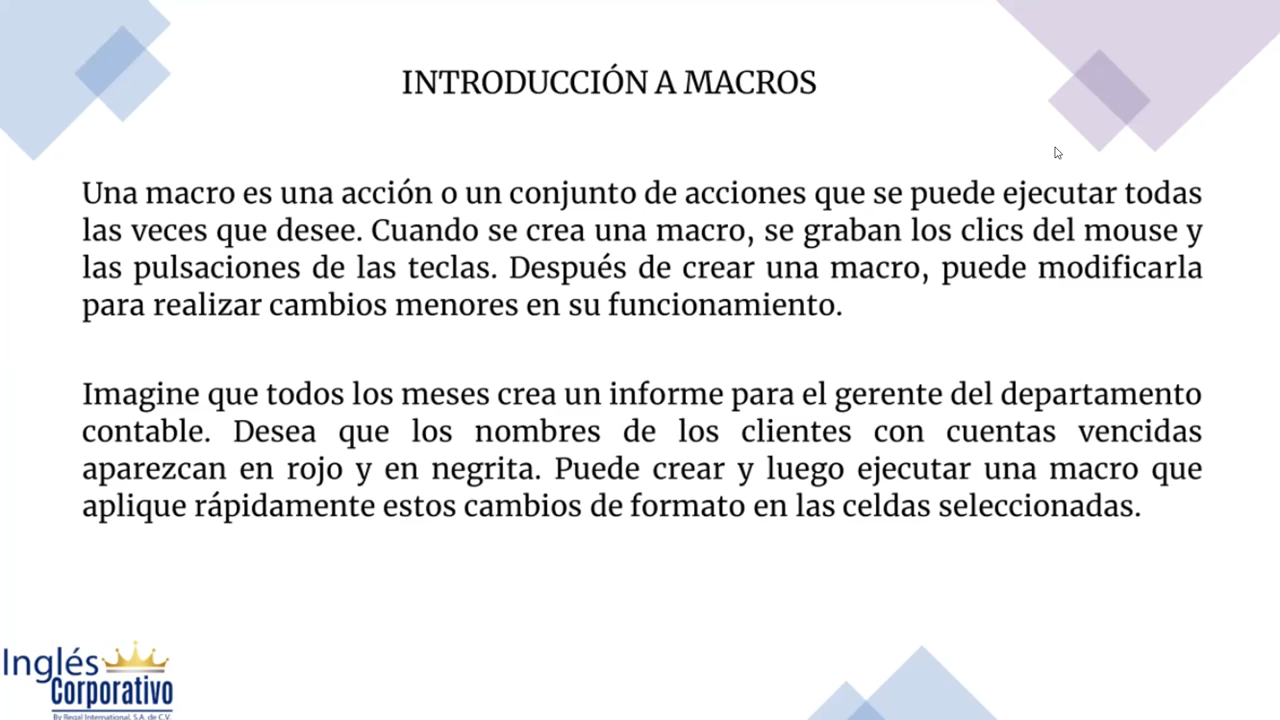 INTRODUCCIÓN A MACROS
Una macro es una acción o un conjunto de acciones que se puede ejecutar todas
las veces que desee. Cuando se crea una macro, se graban los clics del mouse y
las pulsaciones de las teclas. Después de crear una macro, puede modificarla
para realizar cambios menores en su funcionamiento.
Imagine que todos los meses crea un informe para el gerente del departamento
contable. Desea que los nombres de los clientes con cuentas vencidas
aparezcan en rojo y en negrita. Puede crear y luego ejecutar una macro que
aplique rápidamente estos cambios de formato en las celdas seleccionadas.
Inglés
Corporativo
By Regal International, S.A. de C.V.